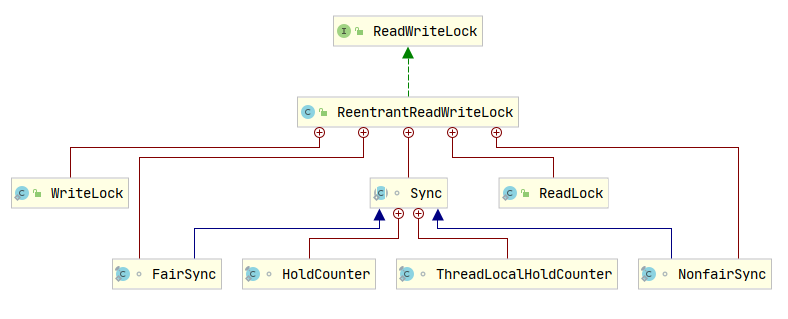 ReadWriteLock
ReentrantReadWriteLock
WriteLock
Sync
ReadLock
FairSync
HoldCounter
ThreadLocalHoldCounter
NonfairSync